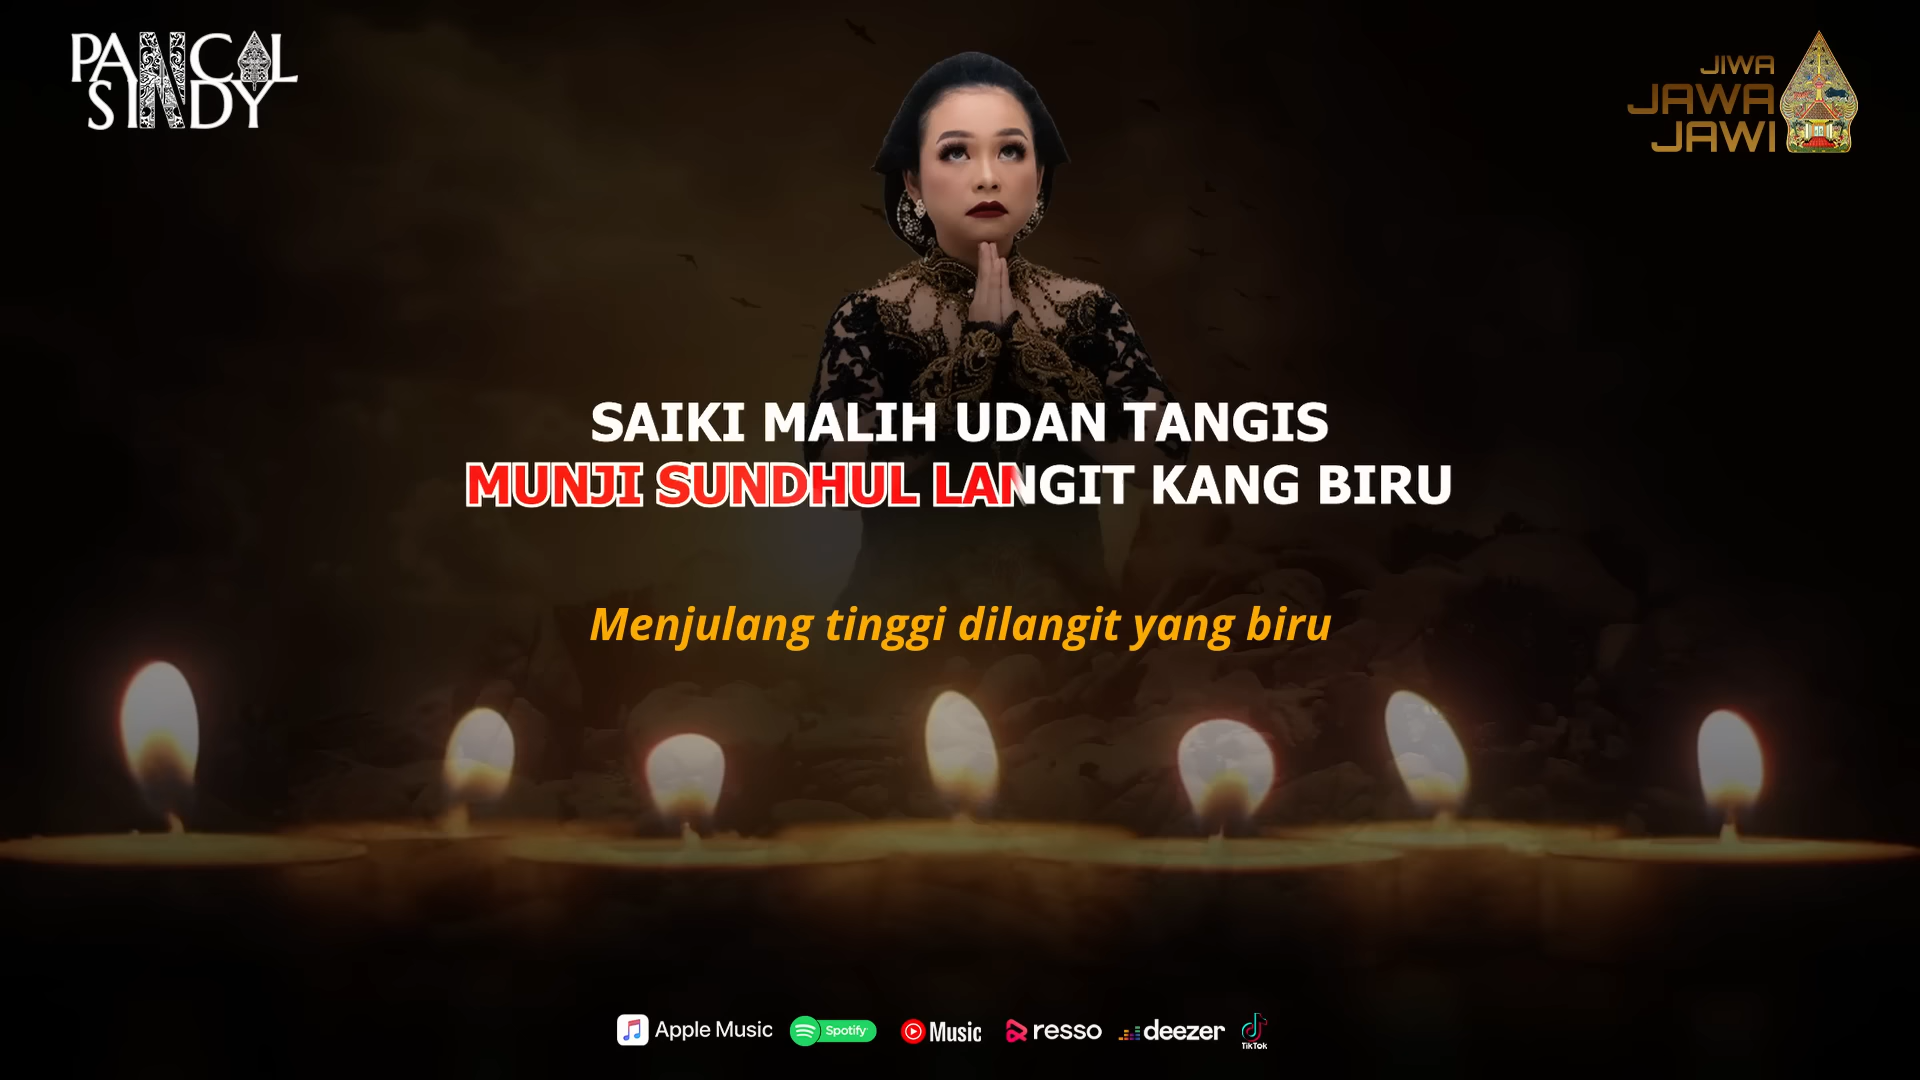 PANCAL
SINDY
JIWA
JAWA
JAWI
SAIKI MALIH UDAN TANGIS
MUNJI SUNDHUL LANGIT KANG BIRU
Menjulang tinggi dilangit yang biru
Apple Music
Spotify
Music
resso
deezer
TikTok